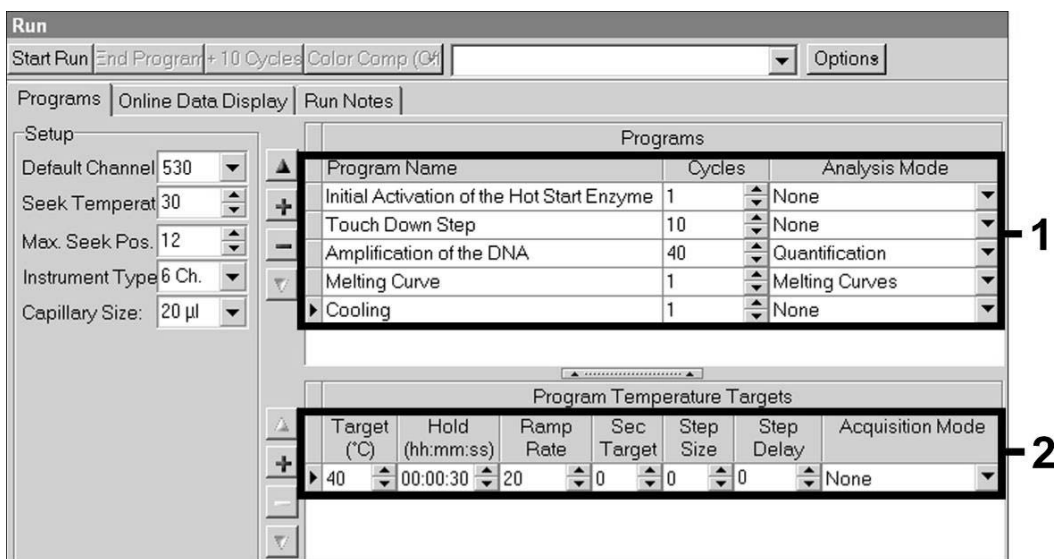 Run
Start Run End Program + 10 Cycles Color Comp (Off Options
Programs Online Data Display Run Notes
Setup
Default Channel 530
Seek Temperat 30
Max. Seek Pos. 12
Instrument Type 6 Ch.
Capillary Size: 20 µl
Programs
Program Name Cycles Analysis Mode
Initial Activation of the Hot Start Enzyme 1 None
Touch Down Step 10 None
Amplification of the DNA 40 Quantification
Melting Curve 1 Melting Curves
Cooling 1 None
1
Program Temperature Targets
Target Hold Ramp Sec Step Step Acquisition Mode
(°C) (hh:mm:ss) Rate Target Size Delay
40 00:00:30 20 0 0 0 None
2